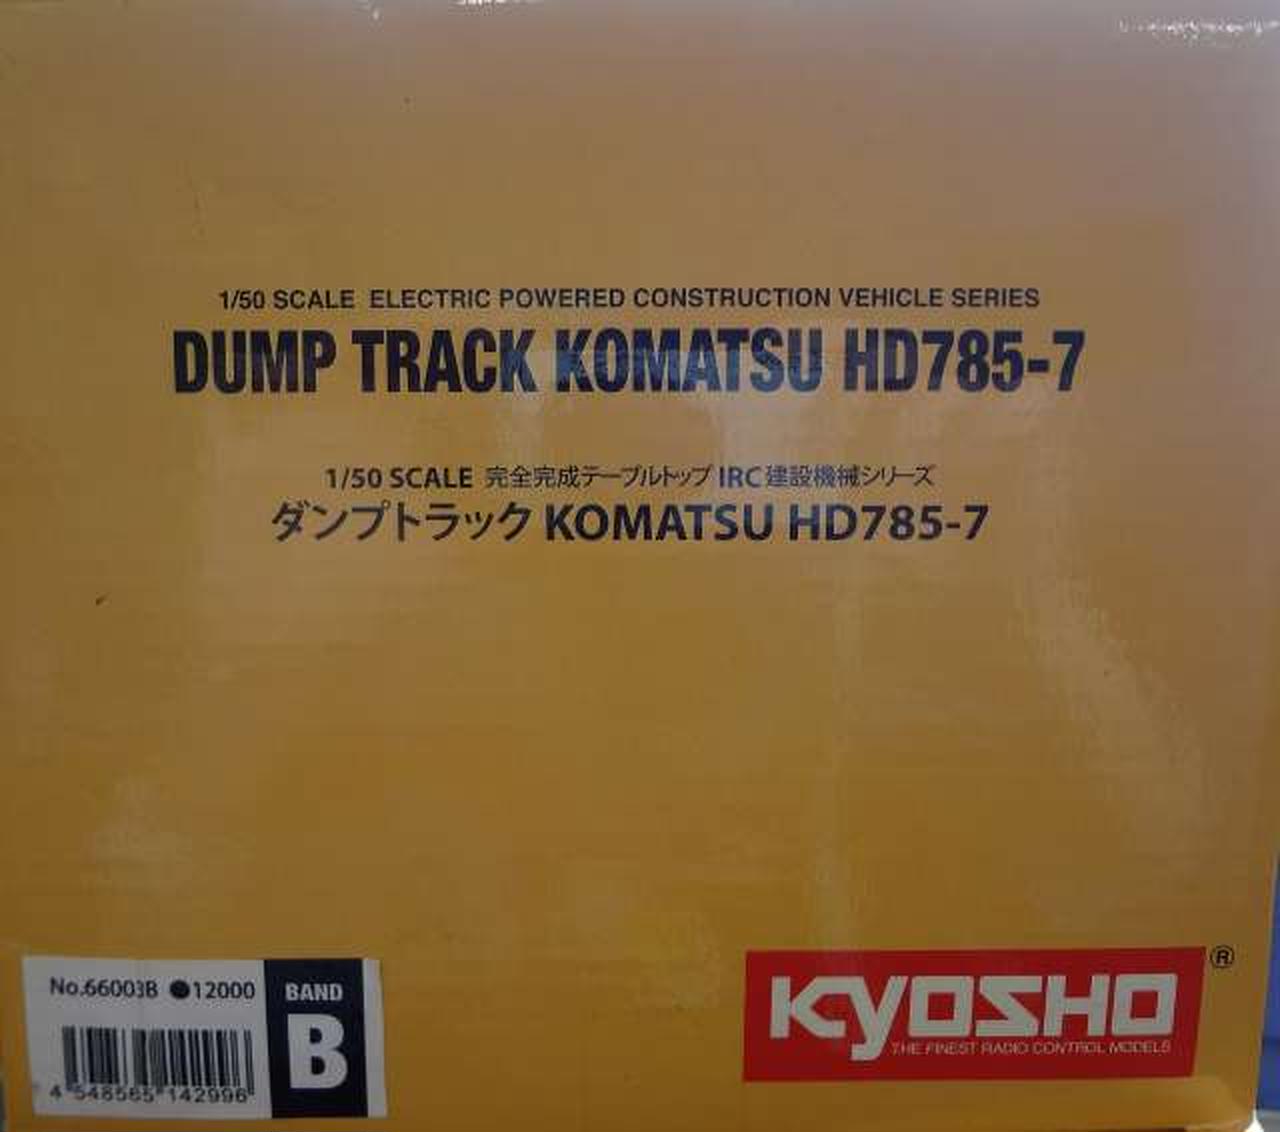 1/50 SCALE ELECTRIC POWERED CONSTRUCTION VEHICLE SERIES
DUMP TRACK KOMATSU HD785-7
1/50 SCALE 完全完成テーブルトップ IRC建設機械シリーズ
ダンプトラック KOMATSU HD785-7
No.66003B ●12000
BAND
B
4 548565 142996
KYOSHO ®
THE FINEST RADIO CONTROL MODELS